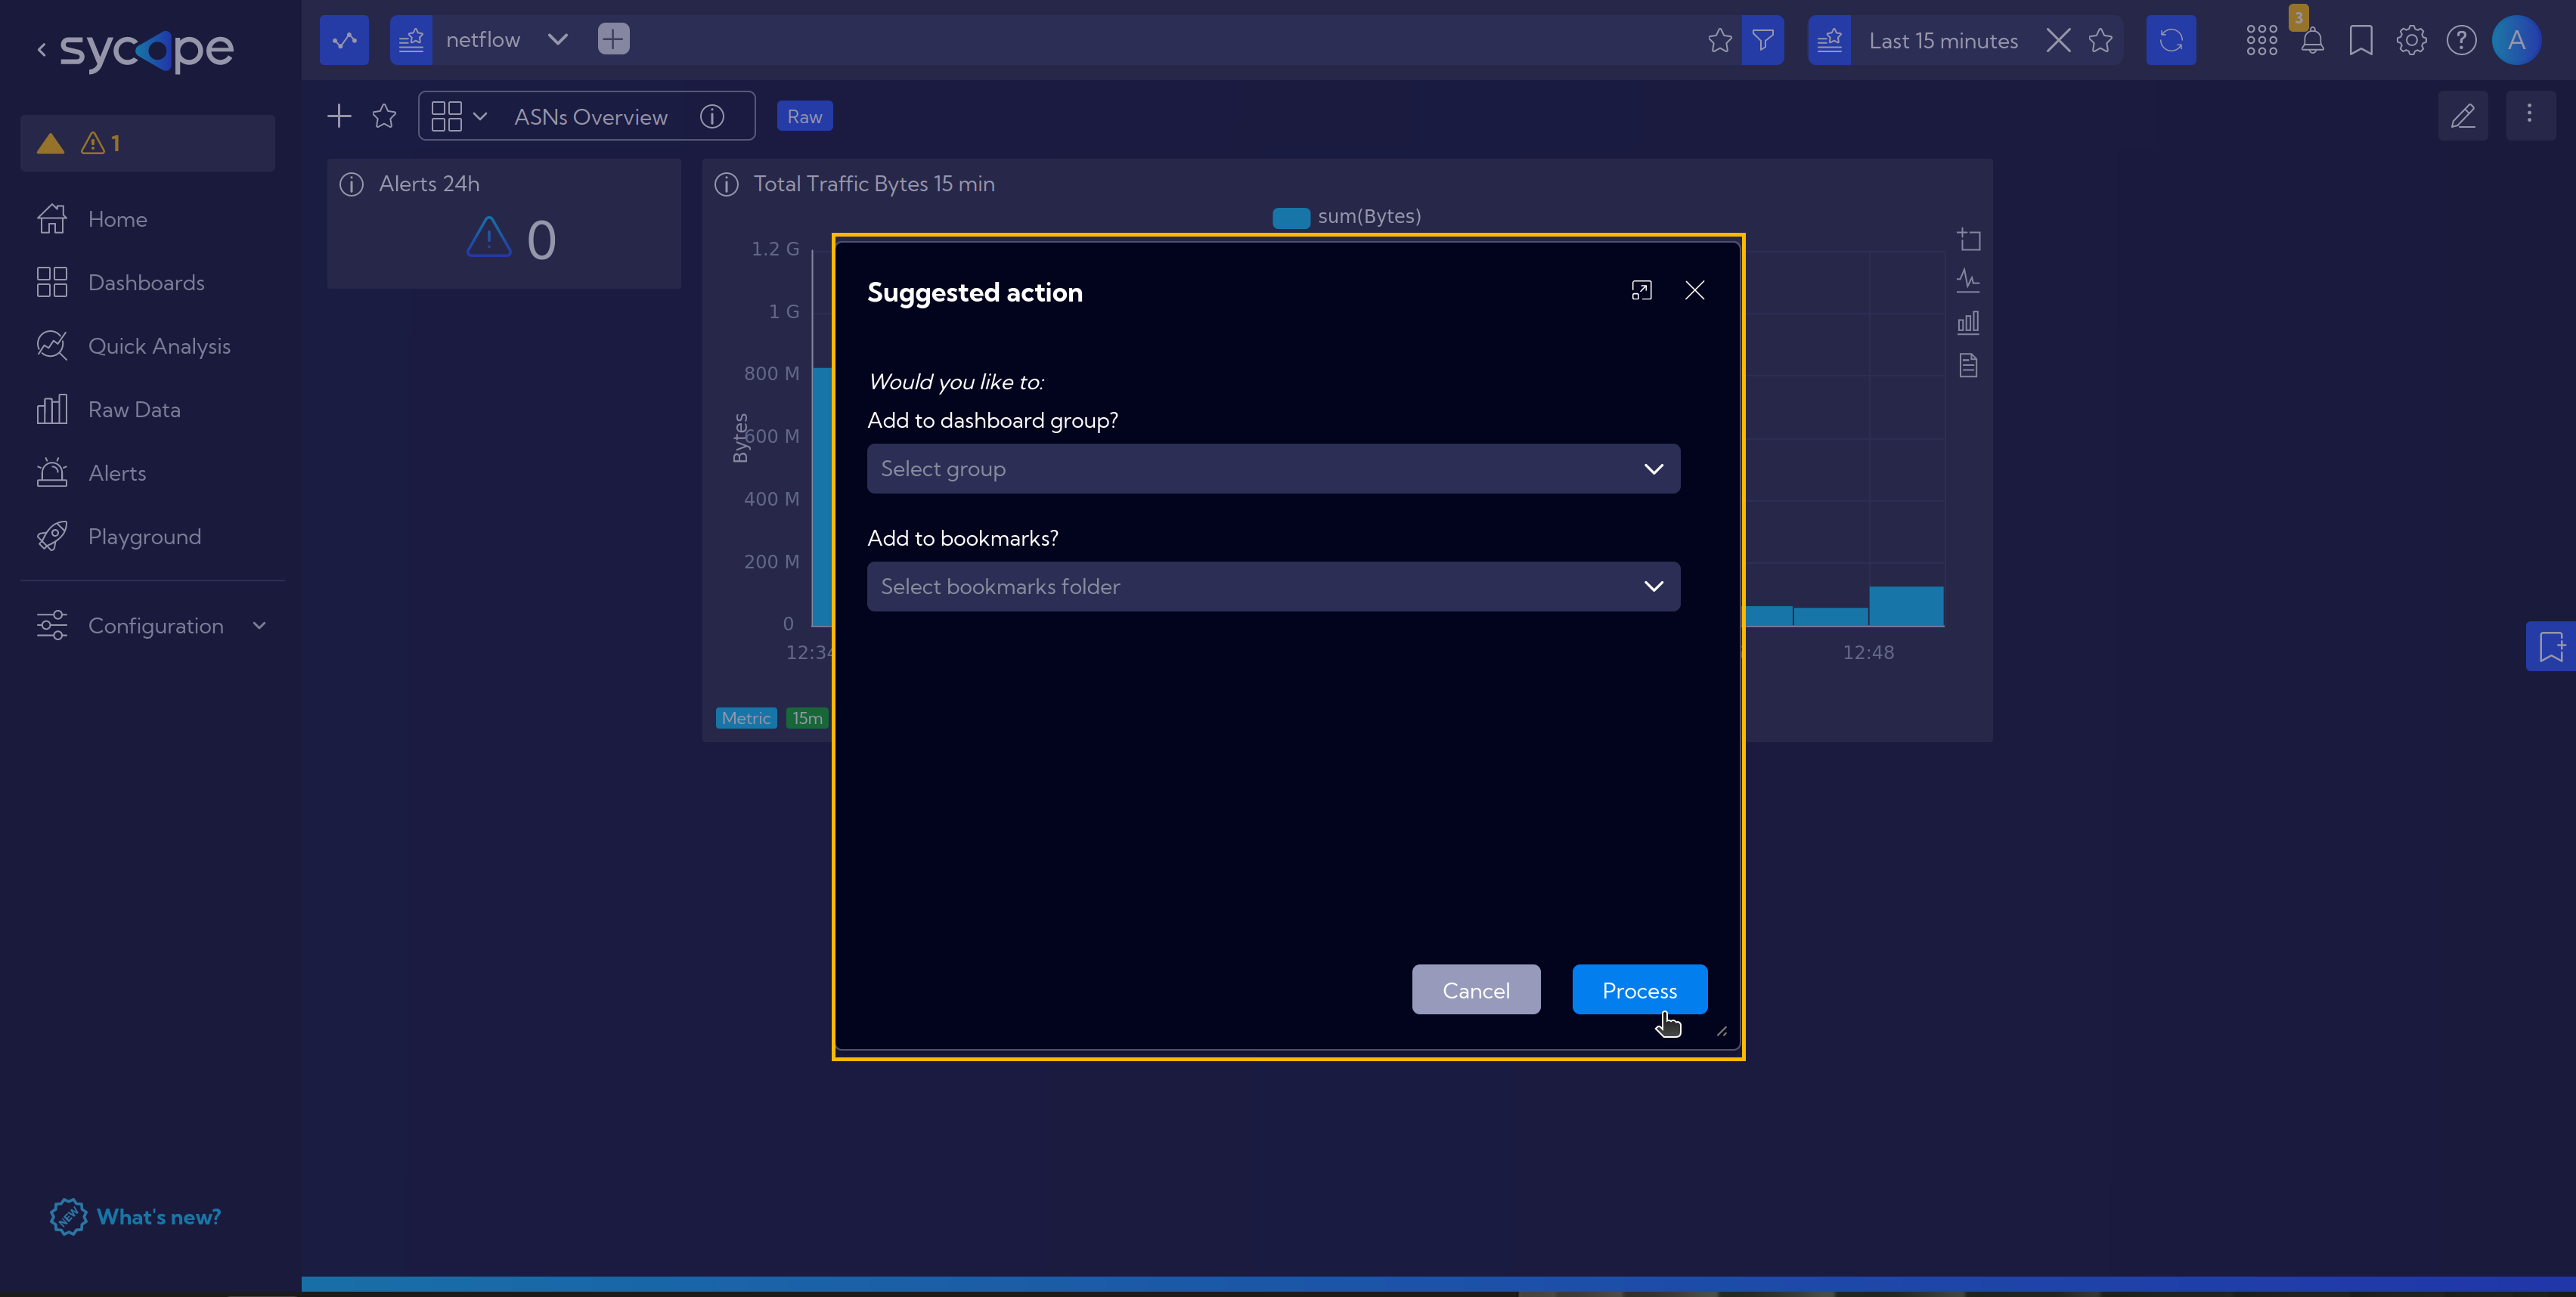 sycope
netflow
Last 15 minutes
3
A
1
ASNs Overview
Raw
Home
Dashboards
Quick Analysis
Raw Data
Alerts
Playground
Configuration
NEW
What's new?
Alerts 24h
0
Total Traffic Bytes 15 min
sum(Bytes)
1.2 G
1 G
800 M
600 M
400 M
200 M
0
Bytes
12:34
12:48
Metric
15m
Suggested action
Would you like to:
Add to dashboard group?
Select group
Add to bookmarks?
Select bookmarks folder
Cancel
Process